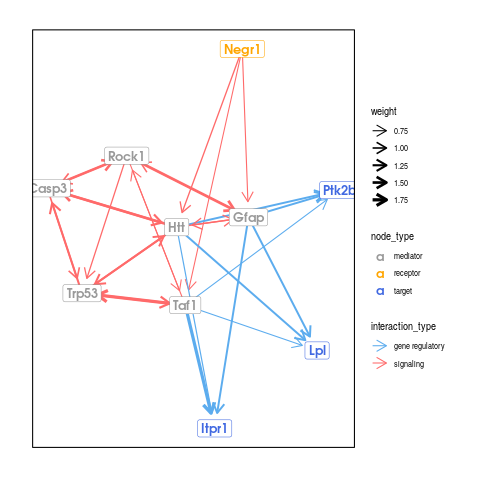 Negr1
Rock1
Casp3
Ptk2b
Gfap
Htt
Trp53
Taf1
Lpl
Itpr1
weight
0.75
1.00
1.25
1.50
1.75
node_type
a mediator
a receptor
a target
interaction_type
gene regulatory
signaling